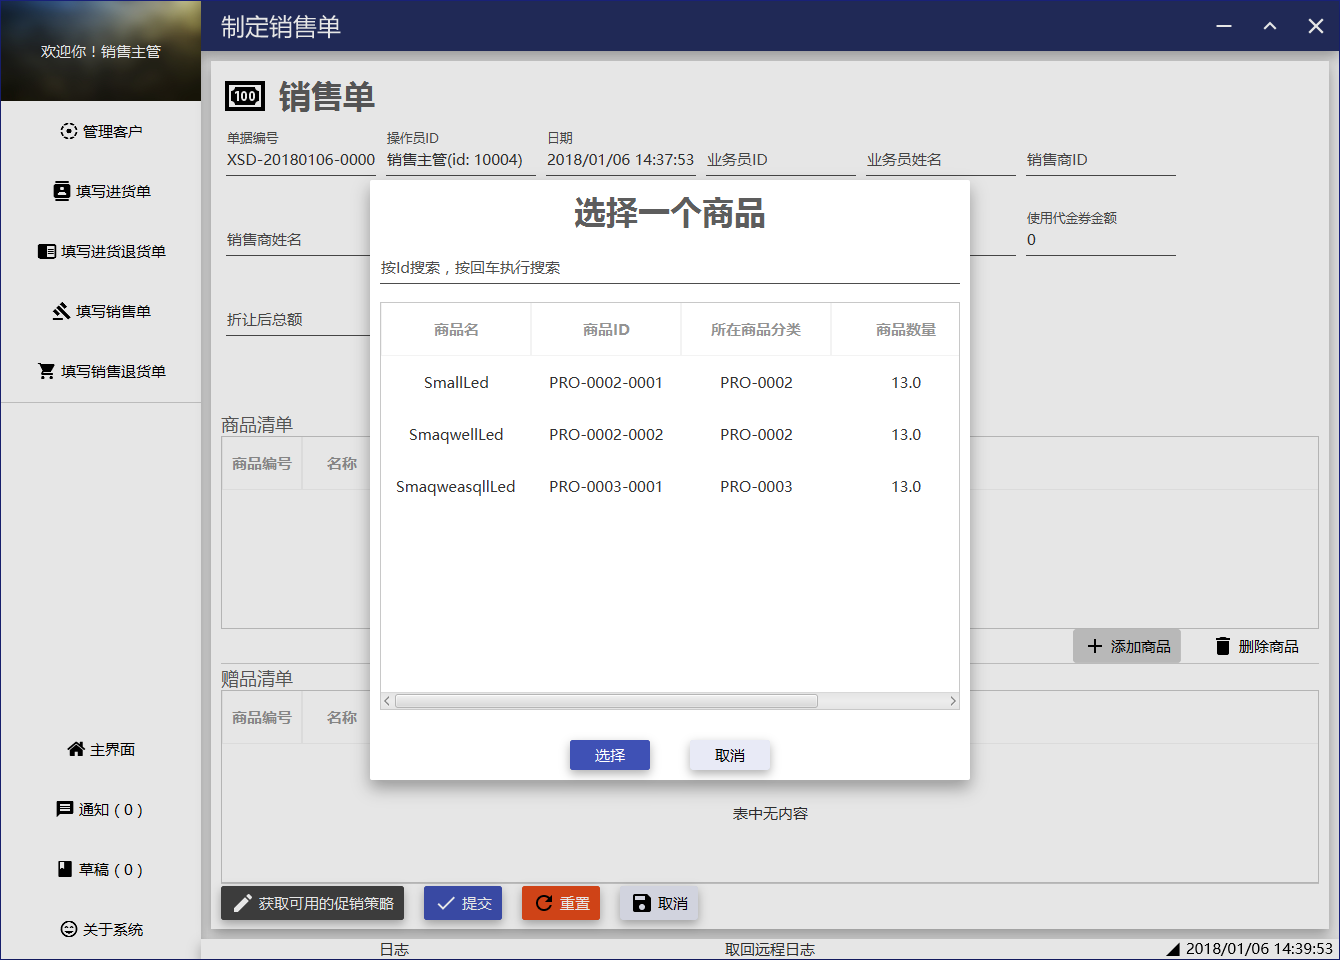 欢迎你！销售主管
制定销售单
管理客户
填写进货单
填写进货退货单
填写销售单
填写销售退货单
主界面
通知 ( 0 )
草稿 ( 0 )
关于系统
销售单
单据编号 操作员ID 日期
XSD-20180106-0000 销售主管(id: 10004) 2018/01/06 14:37:53 业务员ID 业务员姓名 销售商ID
使用代金券金额
销售商姓名 0
折让后总额
选择一个商品
按Id搜索，按回车执行搜索
商品名 商品ID 所在商品分类 商品数量
SmallLed PRO-0002-0001 PRO-0002 13.0
SmaqwellLed PRO-0002-0002 PRO-0002 13.0
SmaqweasqllLed PRO-0003-0001 PRO-0003 13.0
选择 取消
商品清单
商品编号 名称
添加商品 删除商品
赠品清单
商品编号 名称
表中无内容
获取可用的促销策略 提交 重置 取消
日志 取回远程日志 2018/01/06 14:39:53